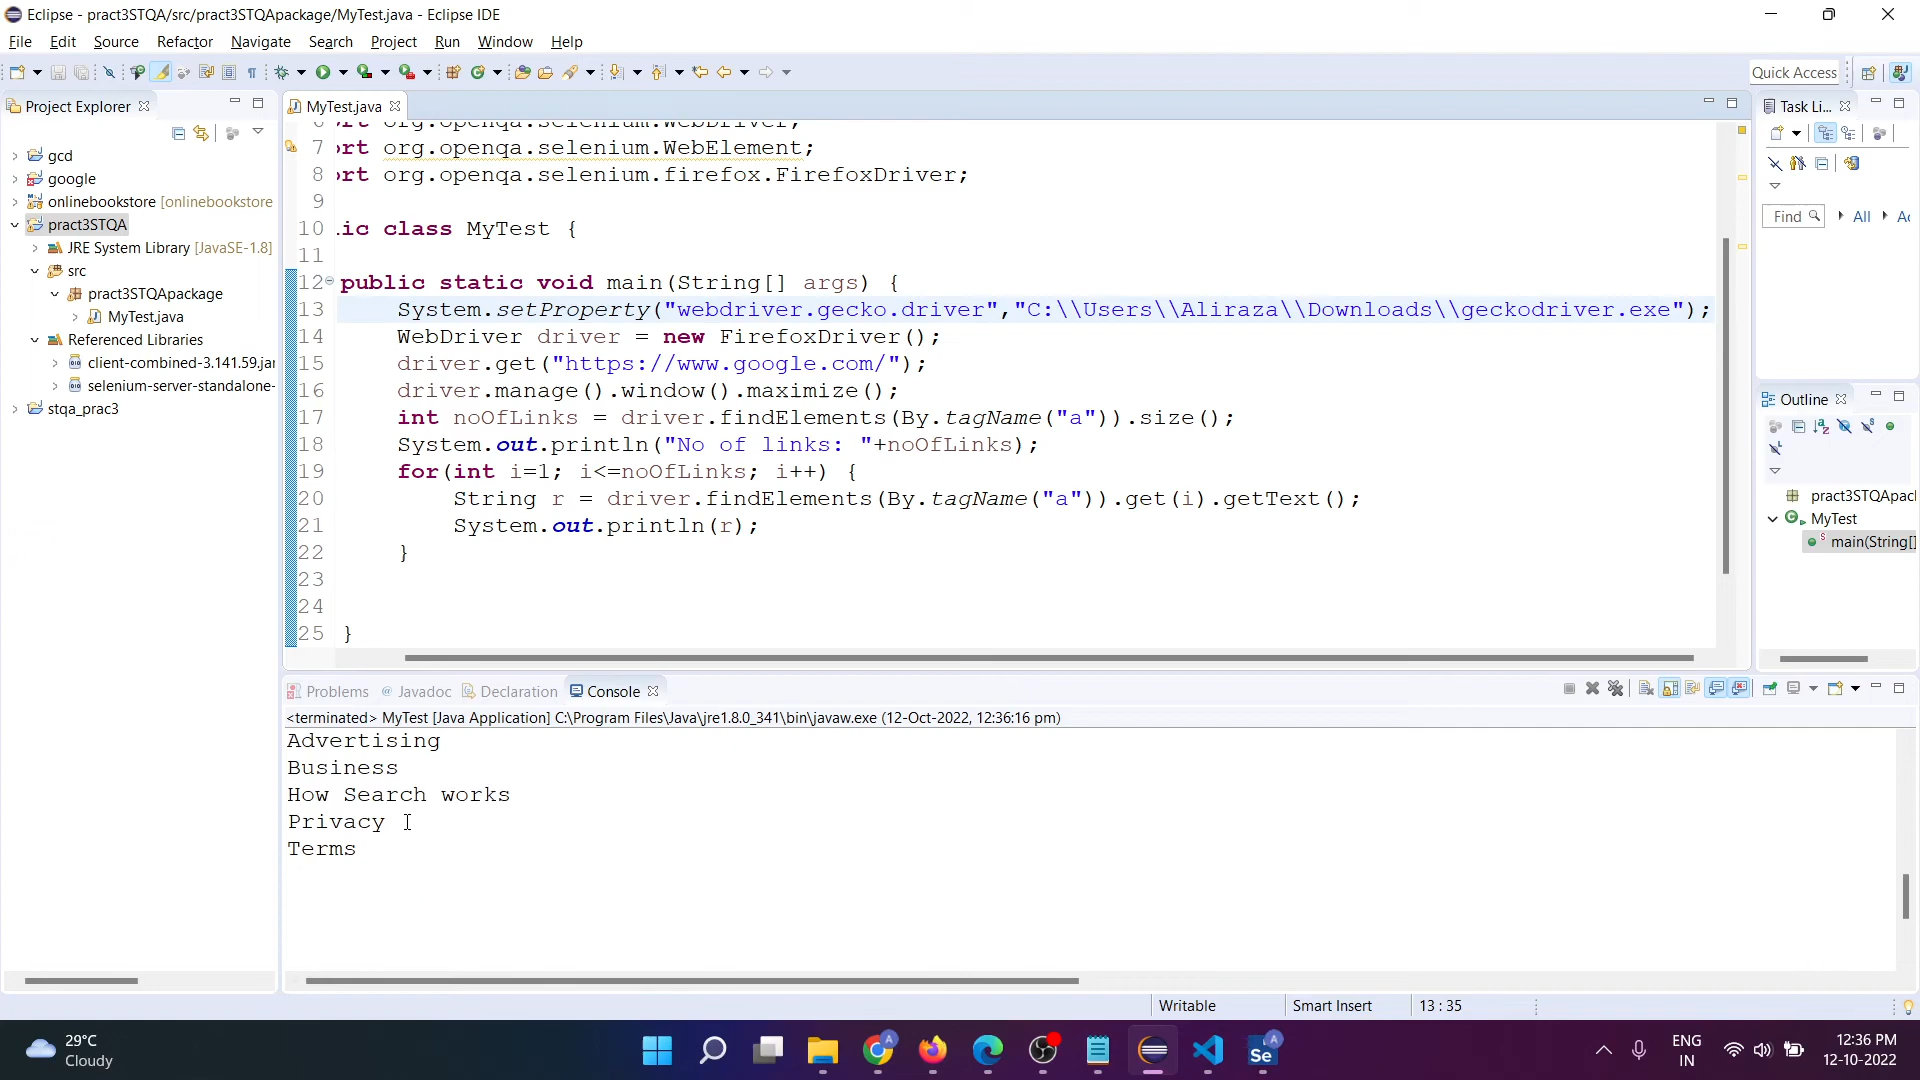 Eclipse - pract3STQA/src/pract3STQApackage/MyTest.java - Eclipse IDE
File Edit Source Refactor Navigate Search Project Run Window Help
Quick Access
Project Explorer
MyTest.java
Task Li...
gcd
google
onlinebookstore [onlinebookstore
pract3STQA
JRE System Library [JavaSE-1.8]
src
pract3STQApackage
MyTest.java
Referenced Libraries
client-combined-3.141.59.jar
selenium-server-standalone-
stqa_prac3
6 ort org.openqa.selenium.WebDriver;
7 ort org.openqa.selenium.WebElement;
8 ort org.openqa.selenium.firefox.FirefoxDriver;
9
10 lic class MyTest {
11
12 public static void main(String[] args) {
13 System.setProperty("webdriver.gecko.driver","C:\\Users\\Aliraza\\Downloads\\geckodriver.exe");
14 WebDriver driver = new FirefoxDriver();
15 driver.get("https://www.google.com/");
16 driver.manage().window().maximize();
17 int noOfLinks = driver.findElements(By.tagName("a")).size();
18 System.out.println("No of links: "+noOfLinks);
19 for(int i=1; i<=noOfLinks; i++) {
20 String r = driver.findElements(By.tagName("a")).get(i).getText();
21 System.out.println(r);
22 }
23
24
25 }
Find All Ac
Outline
pract3STQApacl
MyTest
main(String[]
Problems Javadoc Declaration Console
<terminated> MyTest [Java Application] C:\Program Files\Java\jre1.8.0_341\bin\javaw.exe (12-Oct-2022, 12:36:16 pm)
Advertising
Business
How Search works
Privacy
Terms
Writable Smart Insert 13 : 35
29°C
Cloudy
ENG
IN
12:36 PM
12-10-2022